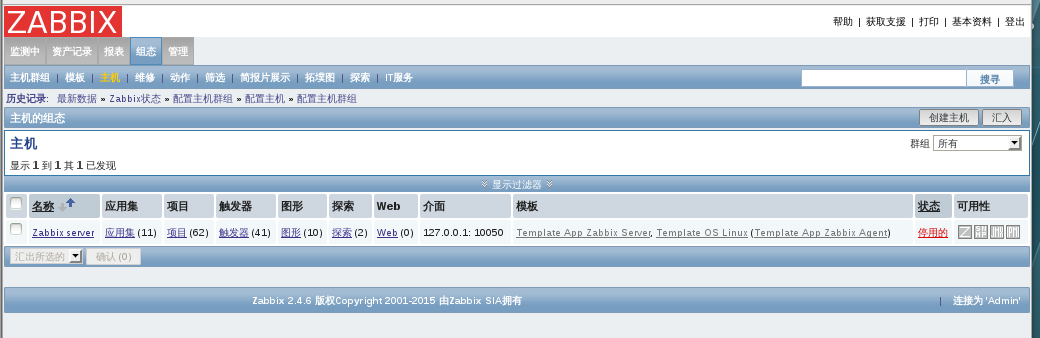 ZABBIX
帮助 | 获取支援 | 打印 | 基本资料 | 登出
监测中 资产记录 报表 组态 管理
主机群组 | 模板 | 主机 | 维修 | 动作 | 筛选 | 简报片展示 | 拓墣图 | 探索 | IT服务 搜寻
历史记录: 最新数据 » Zabbix状态 » 配置主机群组 » 配置主机 » 配置主机群组
主机的组态 创建主机 汇入
主机 群组 所有
显示 1 到 1 其 1 已发现
显示过滤器
名称 应用集 项目 触发器 图形 探索 Web 介面 模板 状态 可用性
Zabbix server 应用集 (11) 项目 (62) 触发器 (41) 图形 (10) 探索 (2) Web (0) 127.0.0.1: 10050 Template App Zabbix Server, Template OS Linux (Template App Zabbix Agent) 停用的
汇出所选的 确认 (0)
Zabbix 2.4.6 版权Copyright 2001-2015 由Zabbix SIA拥有 | 连接为 'Admin'